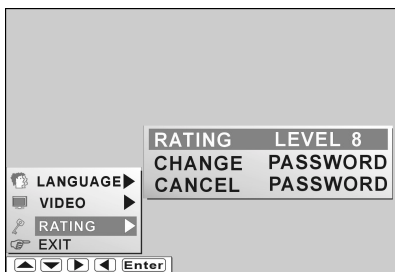 RATING LEVEL 8
CHANGE PASSWORD
CANCEL PASSWORD
LANGUAGE
VIDEO
RATING
EXIT
Enter